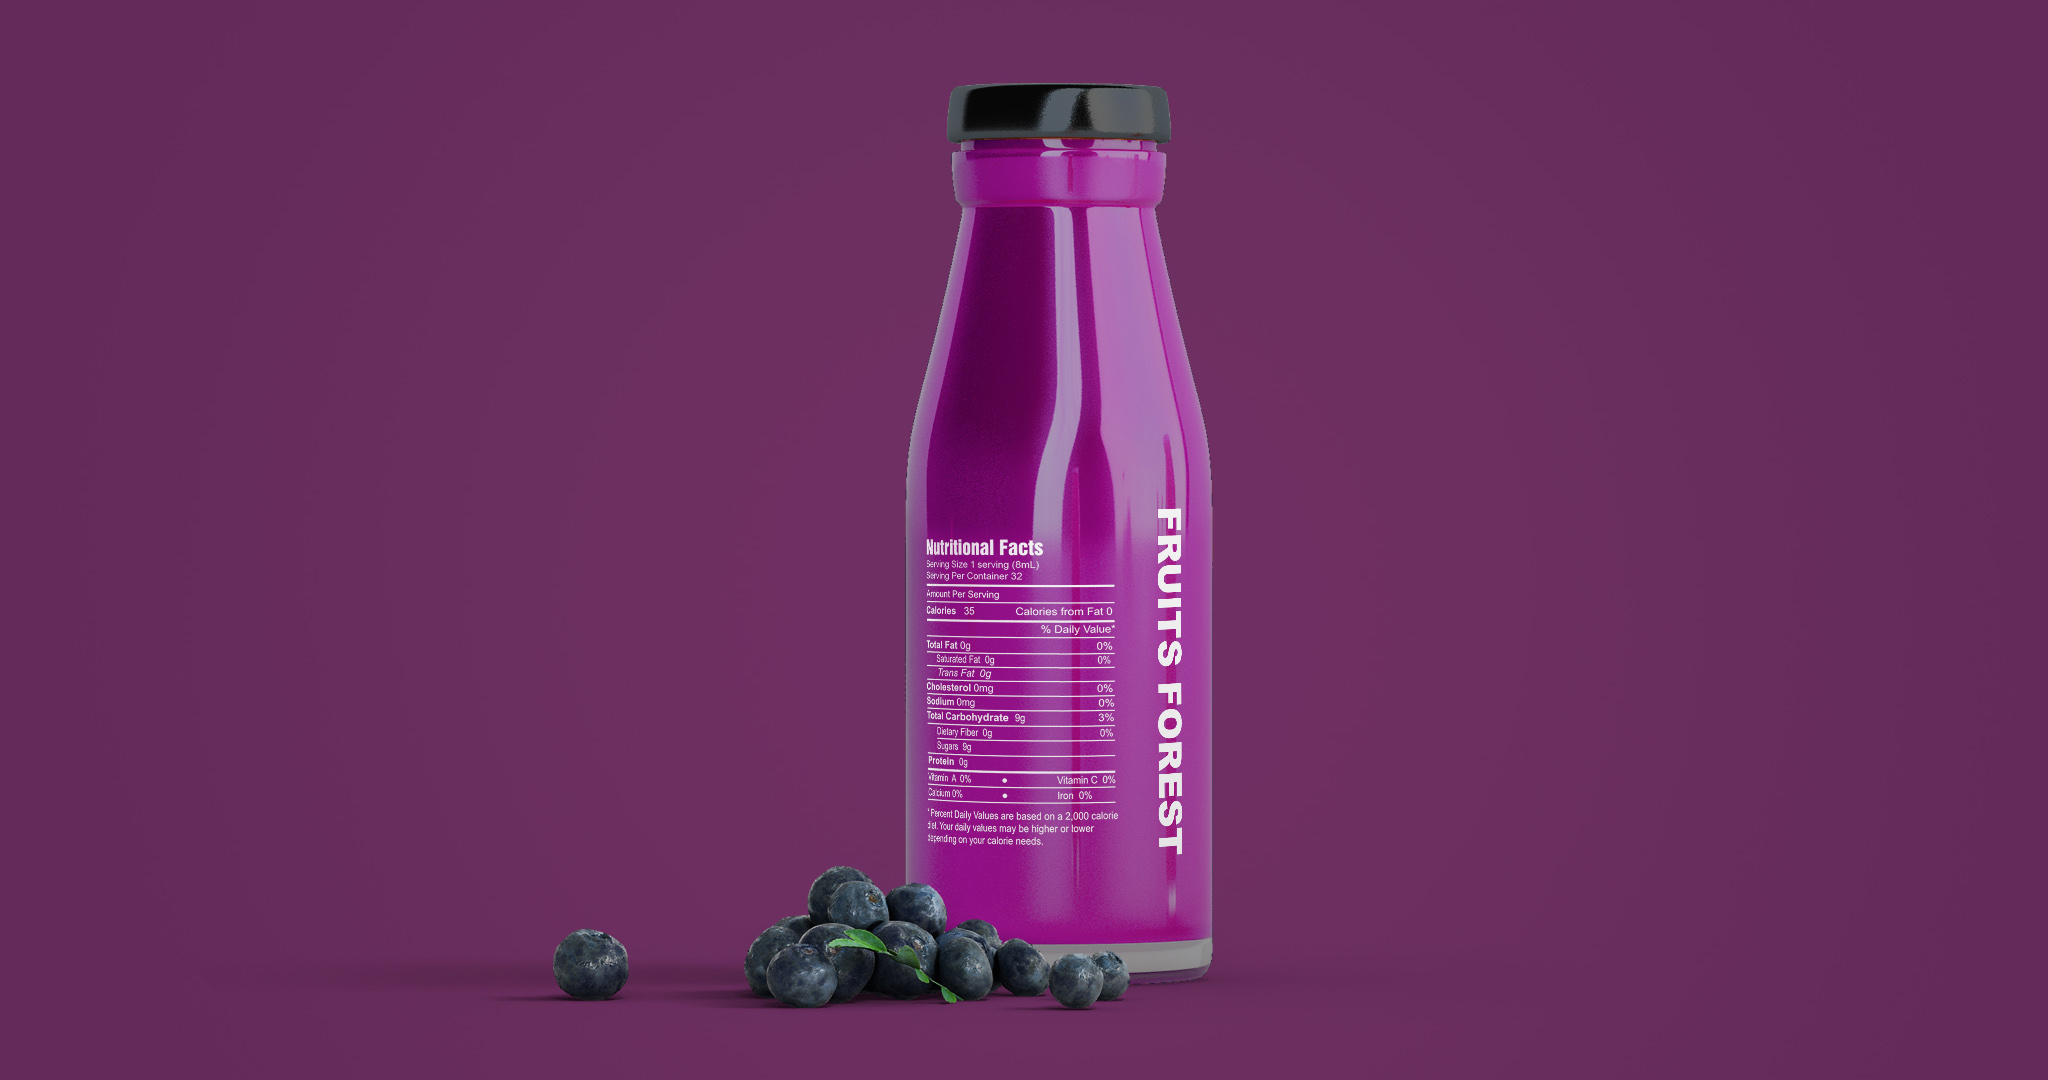 Nutritional Facts
Serving Size 1 serving (8mL)
Serving Per Container 32
Amount Per Serving
Calories 35 Calories from Fat 0
% Daily Value*
Total Fat 0g 0%
Saturated Fat 0g 0%
Trans Fat 0g
Cholesterol 0mg 0%
Sodium 0mg 0%
Total Carbohydrate 9g 3%
Dietary Fiber 0g 0%
Sugars 9g
Protein 0g
Vitamin A 0% • Vitamin C 0%
Calcium 0% • Iron 0%
* Percent Daily Values are based on a 2,000 calorie
diet. Your daily values may be higher or lower
depending on your calorie needs.
FRUITS FOREST